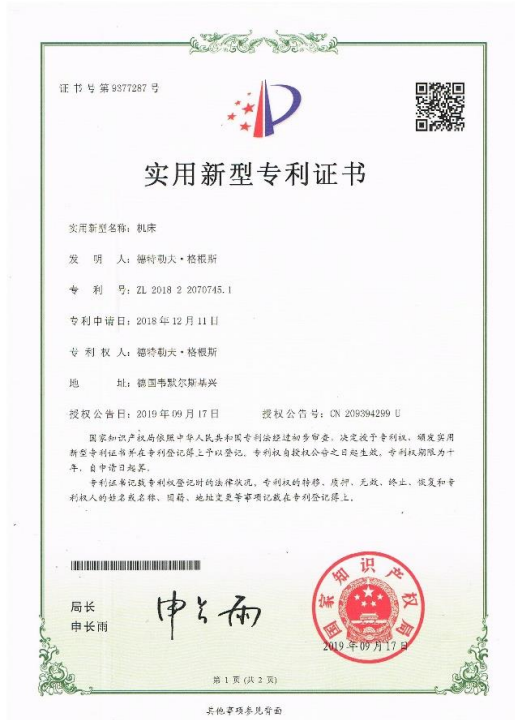 证书号第9377287号
实用新型专利证书
实用新型名称：机床
发明人：德特勒夫·格根斯
专利号：ZL 2018 2 2070745.1
专利申请日：2018年12月11日
专利权人：德特勒夫·格根斯
地址：德国韦默尔斯基兴
授权公告日：2019年09月17日 授权公告号：CN 209394299 U
国家知识产权局依照中华人民共和国专利法经过初步审查，决定授予专利权，颁发实用
新型专利证书并在专利登记簿上予以登记。专利权自授权公告之日起生效。专利权期限为十
年，自申请日起算。
专利证书记载专利权登记时的法律状况。专利权的转移、质押、无效、终止、恢复和专
利权人的姓名或名称、国籍、地址变更等事项记载在专利登记簿上。
局长
申长雨
申长雨
国家知识产权局
2019年09月17日
第 1 页 (共 2 页)
其他事项参见背面